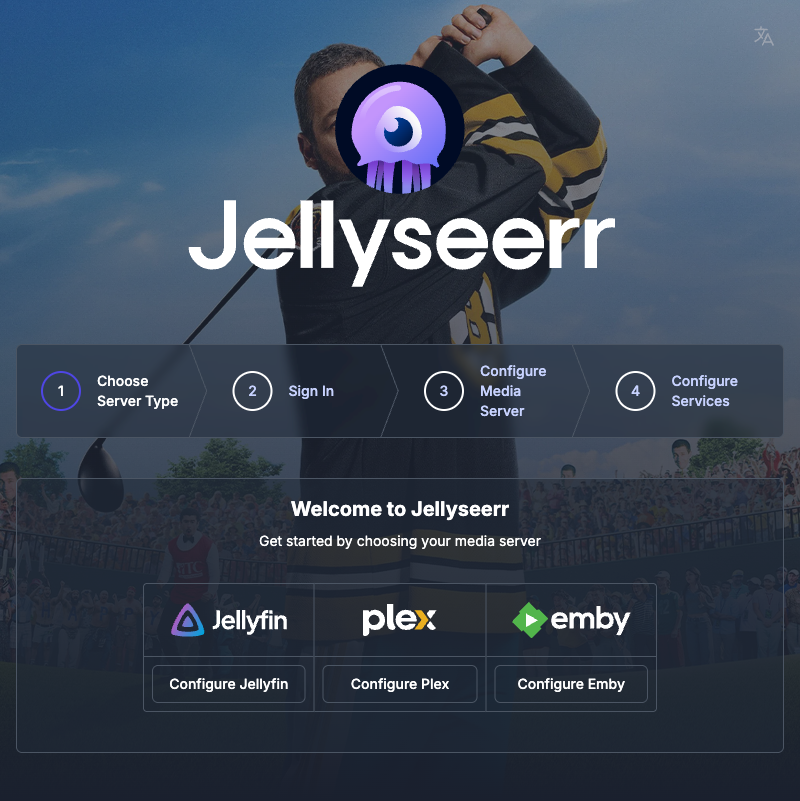 Jellyseerr
1
Choose
Server Type
2
Sign In
3
Configure
Media
Server
4
Configure
Services
Welcome to Jellyseerr
Get started by choosing your media server
Jellyfin
plex
emby
Configure Jellyfin
Configure Plex
Configure Emby